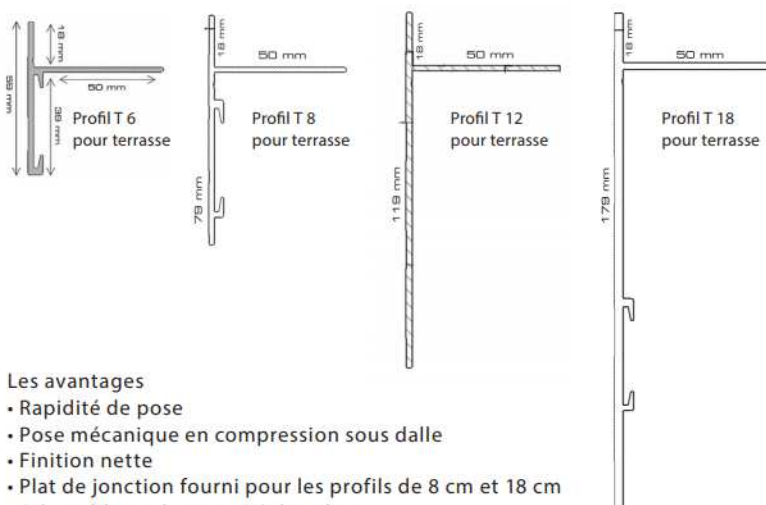 18 mm
50 mm
59 mm
39 mm
Profil T 6
pour terrasse
18 mm
50 mm
79 mm
Profil T 8
pour terrasse
18 mm
50 mm
119 mm
Profil T 12
pour terrasse
18 mm
50 mm
179 mm
Profil T 18
pour terrasse
Les avantages
• Rapidité de pose
• Pose mécanique en compression sous dalle
• Finition nette
• Plat de jonction fourni pour les profils de 8 cm et 18 cm